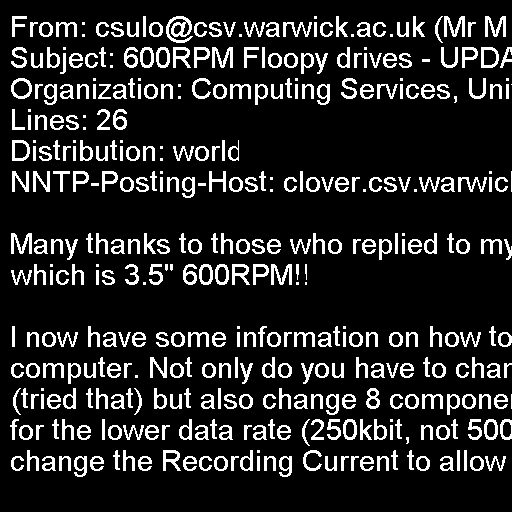 From: csulo@csv.warwick.ac.uk (Mr M
Subject: 600RPM Floopy drives - UPDA
Organization: Computing Services, Uni
Lines: 26
Distribution: world
NNTP-Posting-Host: clover.csv.warwick
Many thanks to those who replied to my
which is 3.5" 600RPM!!
I now have some information on how to
computer. Not only do you have to chan
(tried that) but also change 8 componen
for the lower data rate (250kbit, not 500
change the Recording Current to allow